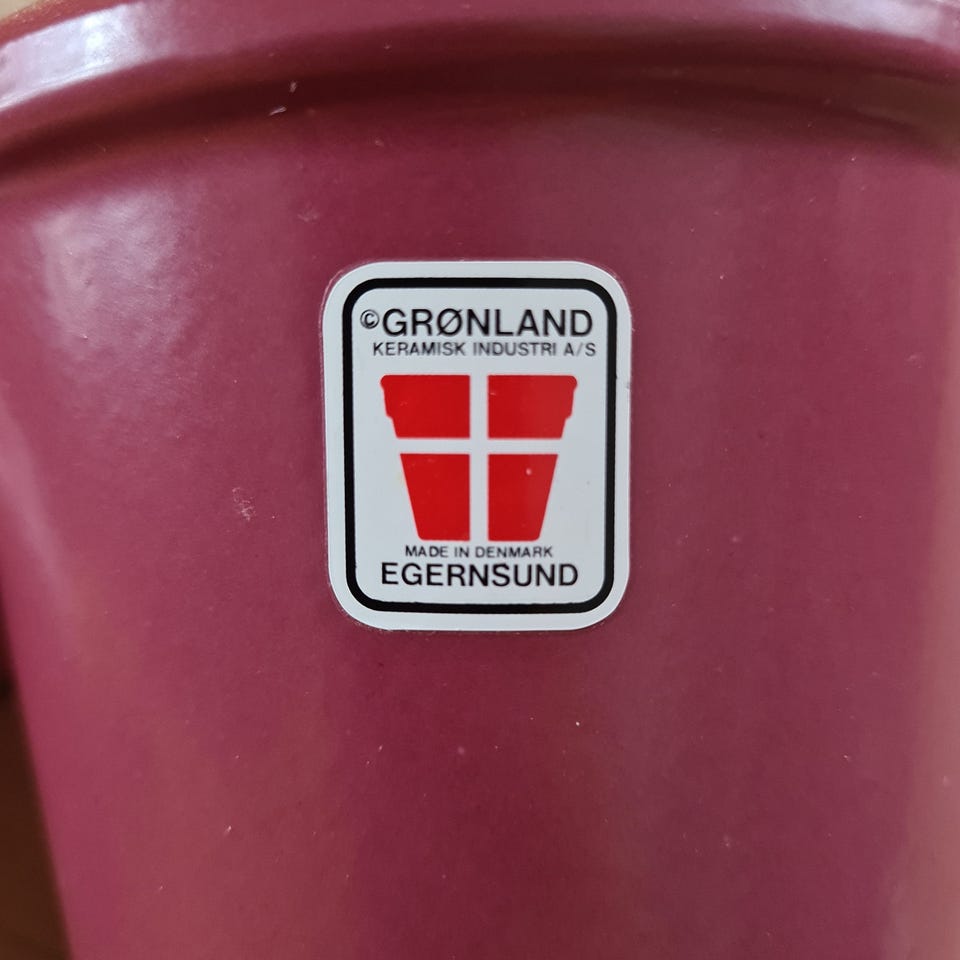 ©GRØNLAND
KERAMISK INDUSTRI A/S
MADE IN DENMARK
EGERNSUND